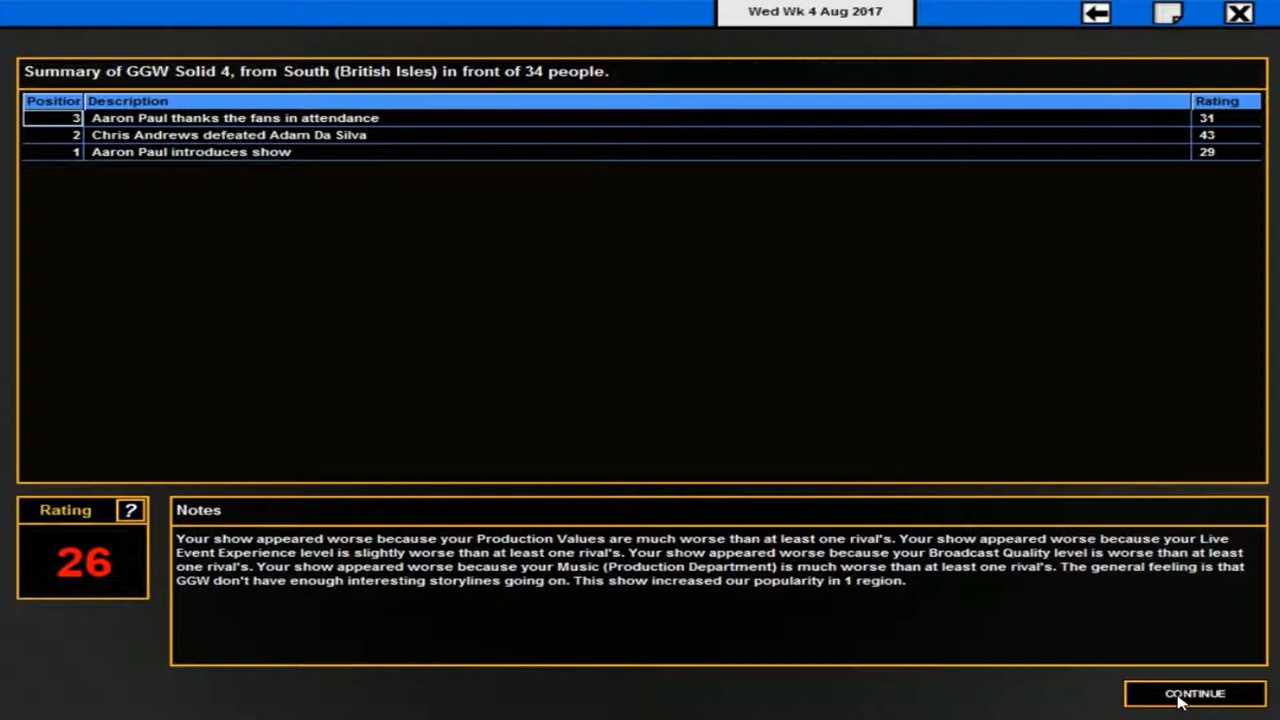 Wed Wk 4 Aug 2017
Summary of GGW Solid 4, from South (British Isles) in front of 34 people.
Position Description Rating
3 Aaron Paul thanks the fans in attendance 31
2 Chris Andrews defeated Adam Da Silva 43
1 Aaron Paul introduces show 29
Rating ? Notes
26
Your show appeared worse because your Production Values are much worse than at least one rival's. Your show appeared worse because your Live
Event Experience level is slightly worse than at least one rival's. Your show appeared worse because your Broadcast Quality level is worse than at least
one rival's. Your show appeared worse because your Music (Production Department) is much worse than at least one rival's. The general feeling is that
GGW don't have enough interesting storylines going on. This show increased our popularity in 1 region.
CONTINUE